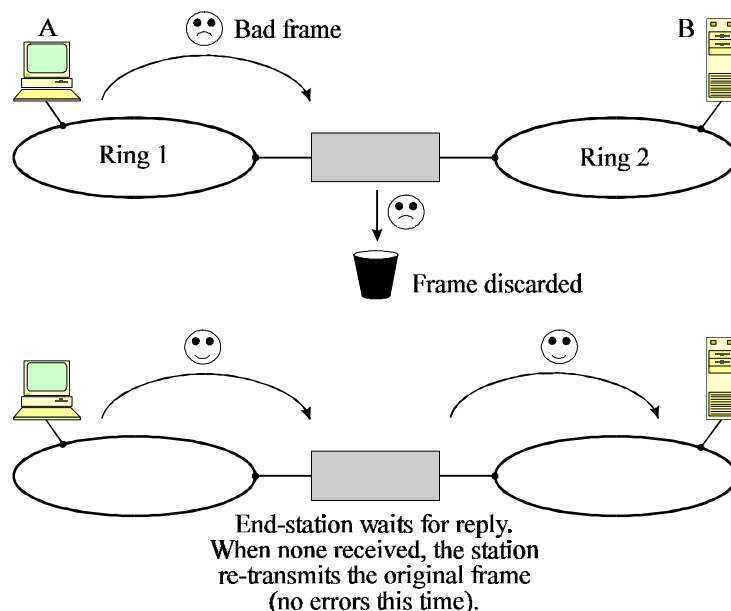 A
Bad frame
B
Ring 1
Ring 2
Frame discarded
End-station waits for reply.
When none received, the station
re-transmits the original frame
(no errors this time).